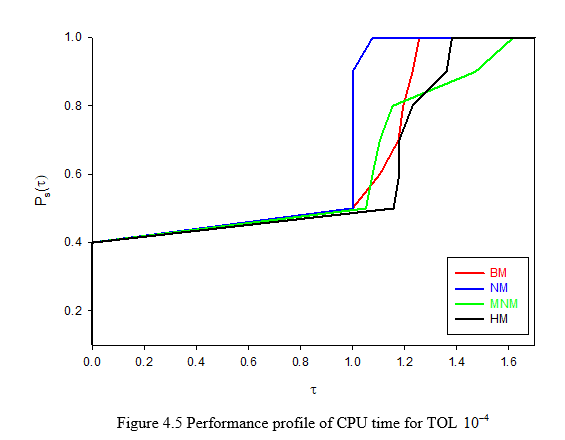 1.0
0.8
0.6
0.4
0.2
Ps(τ)
0.0 0.2 0.4 0.6 0.8 1.0 1.2 1.4 1.6
τ
BM
NM
MNM
HM
Figure 4.5 Performance profile of CPU time for TOL 10⁻⁴